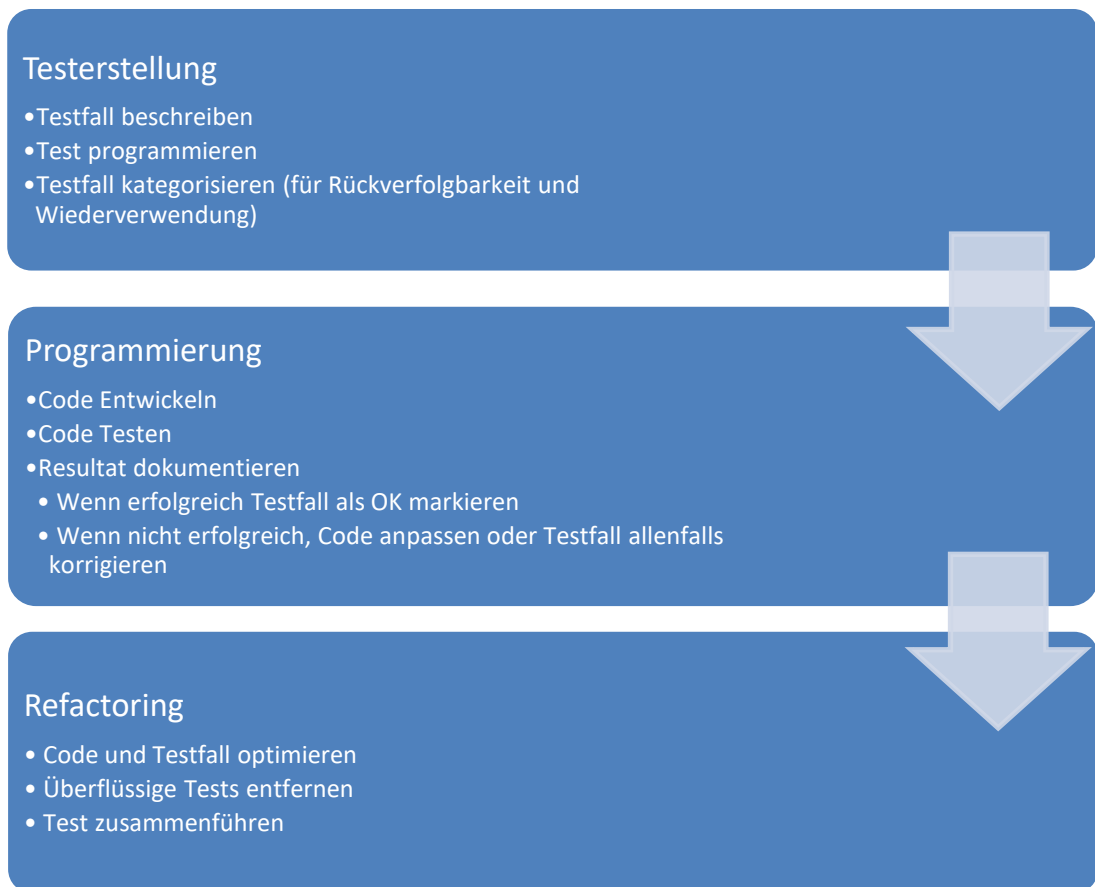 Testerstellung
•Testfall beschreiben
•Test programmieren
•Testfall kategorisieren (für Rückverfolgbarkeit und
Wiederverwendung)
Programmierung
•Code Entwickeln
•Code Testen
•Resultat dokumentieren
• Wenn erfolgreich Testfall als OK markieren
• Wenn nicht erfolgreich, Code anpassen oder Testfall allenfalls
korrigieren
Refactoring
• Code und Testfall optimieren
• Überflüssige Tests entfernen
• Test zusammenführen